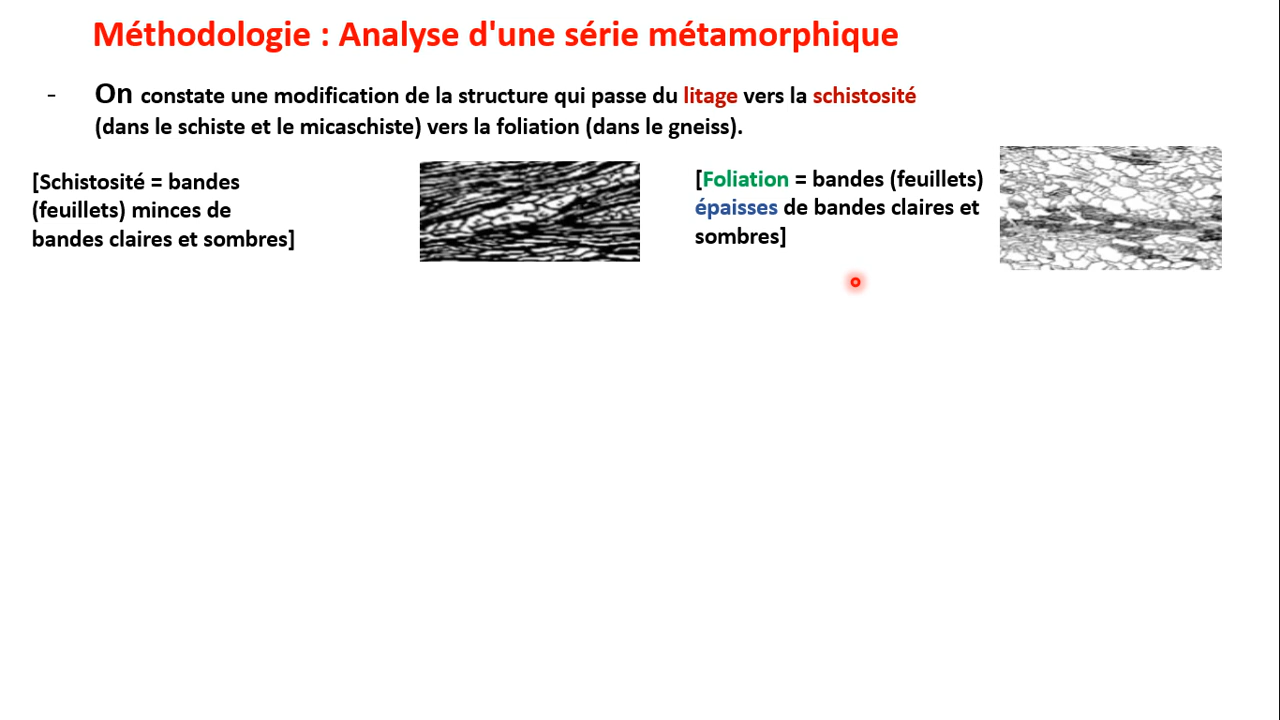 Méthodologie : Analyse d'une série métamorphique
- On constate une modification de la structure qui passe du litage vers la schistosité
(dans le schiste et le micaschiste) vers la foliation (dans le gneiss).
[Schistosité = bandes
(feuillets) minces de
bandes claires et sombres]
[Foliation = bandes (feuillets)
épaisses de bandes claires et
sombres]